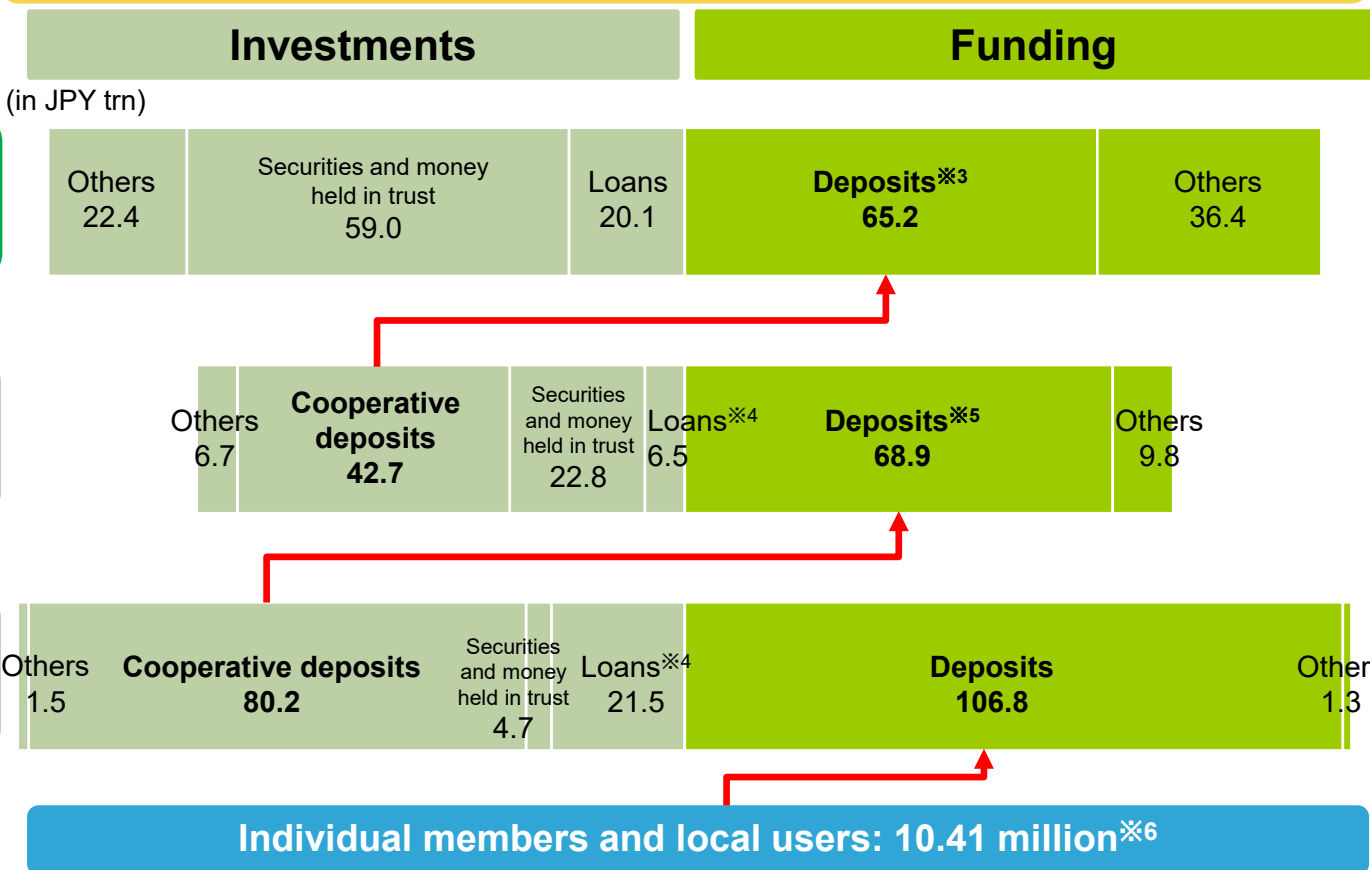 Investments
Funding
(in JPY trn)
Others
22.4
Securities and money
held in trust
59.0
Loans
20.1
Deposits※3
65.2
Others
36.4
Others
6.7
Cooperative
deposits
42.7
Securities
and money
held in trust
22.8
Loans※4
6.5
Deposits※5
68.9
Others
9.8
Others
1.5
Cooperative deposits
80.2
Securities
and money
held in trust
4.7
Loans※4
21.5
Deposits
106.8
Other
1.3
Individual members and local users: 10.41 million※6